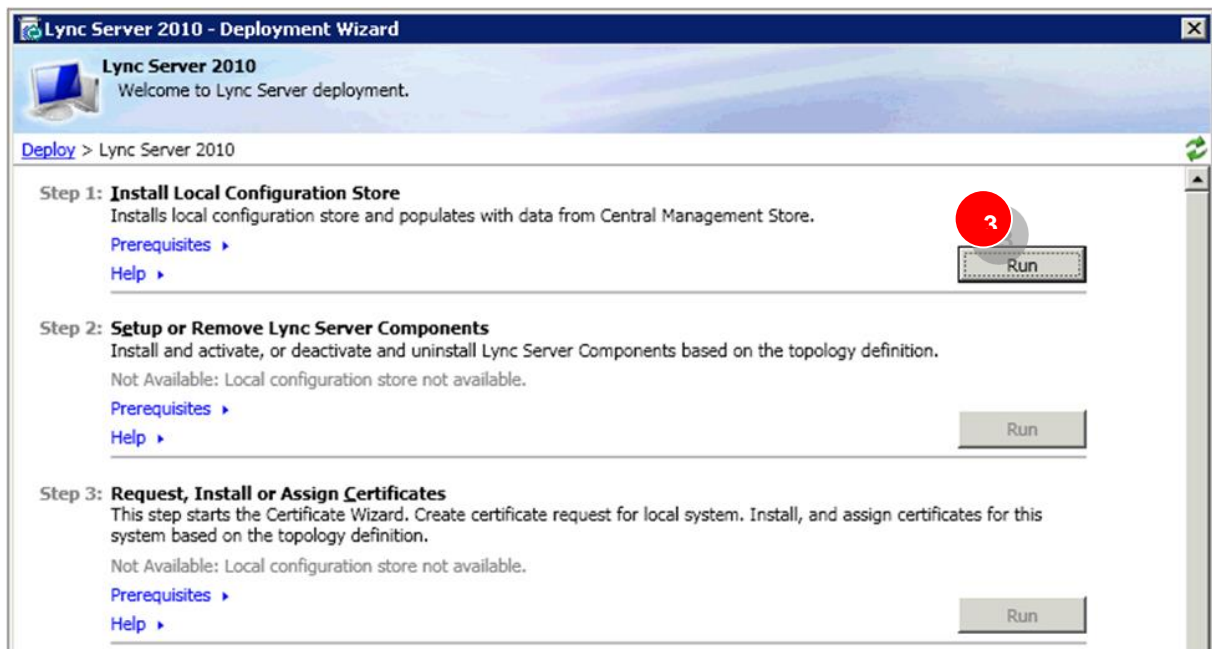 Lync Server 2010 - Deployment Wizard
Lync Server 2010
Welcome to Lync Server deployment.
Deploy > Lync Server 2010
Step 1: Install Local Configuration Store
Installs local configuration store and populates with data from Central Management Store.
Prerequisites
Help
3
Run
Step 2: Setup or Remove Lync Server Components
Install and activate, or deactivate and uninstall Lync Server Components based on the topology definition.
Not Available: Local configuration store not available.
Prerequisites
Help
Run
Step 3: Request, Install or Assign Certificates
This step starts the Certificate Wizard. Create certificate request for local system. Install, and assign certificates for this
system based on the topology definition.
Not Available: Local configuration store not available.
Prerequisites
Help
Run